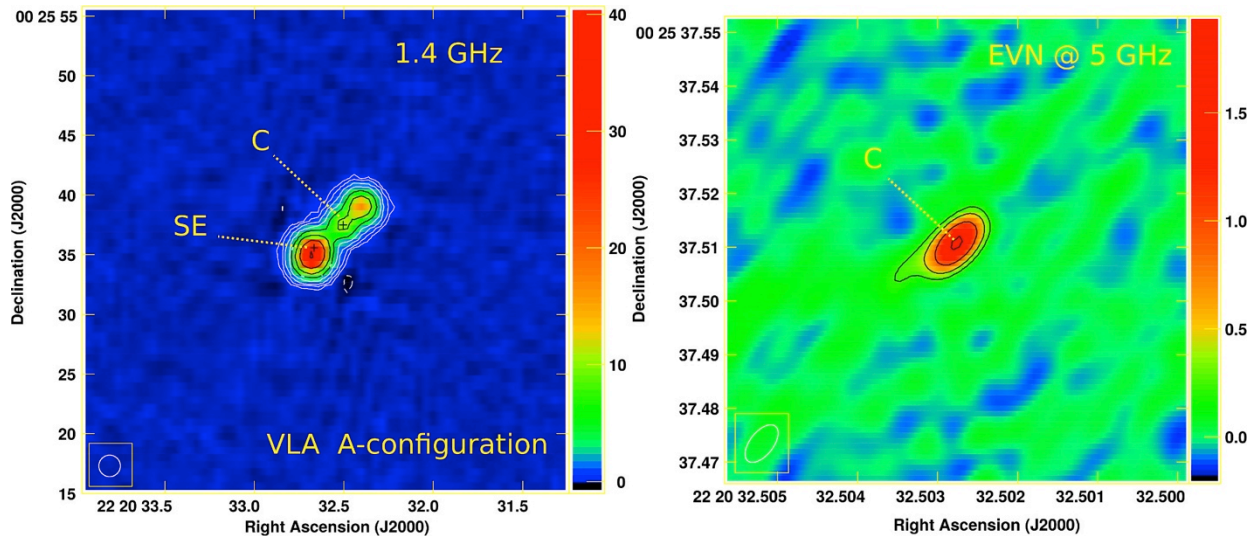 00 25 55
50
45
40
35
30
25
20
15
Declination (J2000)
1.4 GHz
C
SE
VLA A-configuration
22 20 33.5
33.0
32.5
32.0
31.5
Right Ascension (J2000)
40
30
20
10
0
00 25 37.55
37.54
37.53
37.52
37.51
37.50
37.49
37.48
37.47
Declination (J2000)
EVN @ 5 GHz
C
22 20 32.505
32.504
32.503
32.502
32.501
32.500
Right Ascension (J2000)
1.5
1.0
0.5
0.0